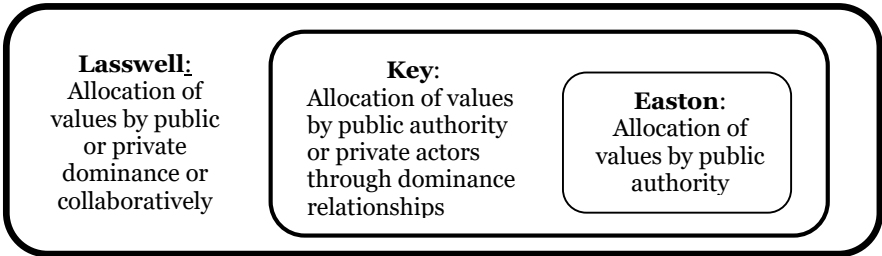 Lasswell:
Allocation of
values by public
or private
dominance or
collaboratively
Key:
Allocation of values
by public authority
or private actors
through dominance
relationships
Easton:
Allocation of
values by public
authority